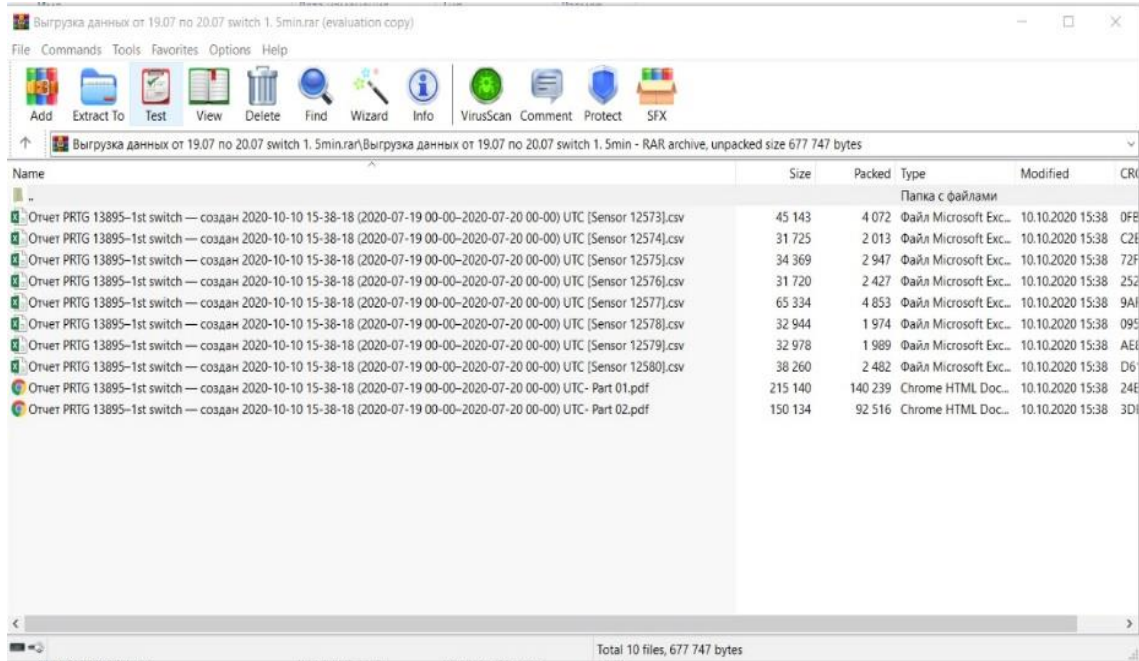 Выгрузка данных от 19.07 по 20.07 switch 1. 5min.rar (evaluation copy)
File Commands Tools Favorites Options Help
Add Extract To Test View Delete Find Wizard Info VirusScan Comment Protect SFX
Выгрузка данных от 19.07 по 20.07 switch 1. 5min.rar\Выгрузка данных от 19.07 по 20.07 switch 1. 5min - RAR archive, unpacked size 677 747 bytes
Name Size Packed Type Modified CRC
.. Папка с файлами
Отчет PRTG 13895–1st switch — создан 2020-10-10 15-38-18 (2020-07-19 00-00–2020-07-20 00-00) UTC [Sensor 12573].csv 45 143 4 072 Файл Microsoft Exc... 10.10.2020 15:38 0FE
Отчет PRTG 13895–1st switch — создан 2020-10-10 15-38-18 (2020-07-19 00-00–2020-07-20 00-00) UTC [Sensor 12574].csv 31 725 2 013 Файл Microsoft Exc... 10.10.2020 15:38 C2E
Отчет PRTG 13895–1st switch — создан 2020-10-10 15-38-18 (2020-07-19 00-00–2020-07-20 00-00) UTC [Sensor 12575].csv 34 369 2 947 Файл Microsoft Exc... 10.10.2020 15:38 72F
Отчет PRTG 13895–1st switch — создан 2020-10-10 15-38-18 (2020-07-19 00-00–2020-07-20 00-00) UTC [Sensor 12576].csv 31 720 2 427 Файл Microsoft Exc... 10.10.2020 15:38 252
Отчет PRTG 13895–1st switch — создан 2020-10-10 15-38-18 (2020-07-19 00-00–2020-07-20 00-00) UTC [Sensor 12577].csv 65 334 4 853 Файл Microsoft Exc... 10.10.2020 15:38 9AF
Отчет PRTG 13895–1st switch — создан 2020-10-10 15-38-18 (2020-07-19 00-00–2020-07-20 00-00) UTC [Sensor 12578].csv 32 944 1 974 Файл Microsoft Exc... 10.10.2020 15:38 095
Отчет PRTG 13895–1st switch — создан 2020-10-10 15-38-18 (2020-07-19 00-00–2020-07-20 00-00) UTC [Sensor 12579].csv 32 978 1 989 Файл Microsoft Exc... 10.10.2020 15:38 AEE
Отчет PRTG 13895–1st switch — создан 2020-10-10 15-38-18 (2020-07-19 00-00–2020-07-20 00-00) UTC [Sensor 12580].csv 38 260 2 482 Файл Microsoft Exc... 10.10.2020 15:38 D6
Отчет PRTG 13895–1st switch — создан 2020-10-10 15-38-18 (2020-07-19 00-00–2020-07-20 00-00) UTC- Part 01.pdf 215 140 140 239 Chrome HTML Doc... 10.10.2020 15:38 24E
Отчет PRTG 13895–1st switch — создан 2020-10-10 15-38-18 (2020-07-19 00-00–2020-07-20 00-00) UTC- Part 02.pdf 150 134 92 516 Chrome HTML Doc... 10.10.2020 15:38
Total 10 files, 677 747 bytes